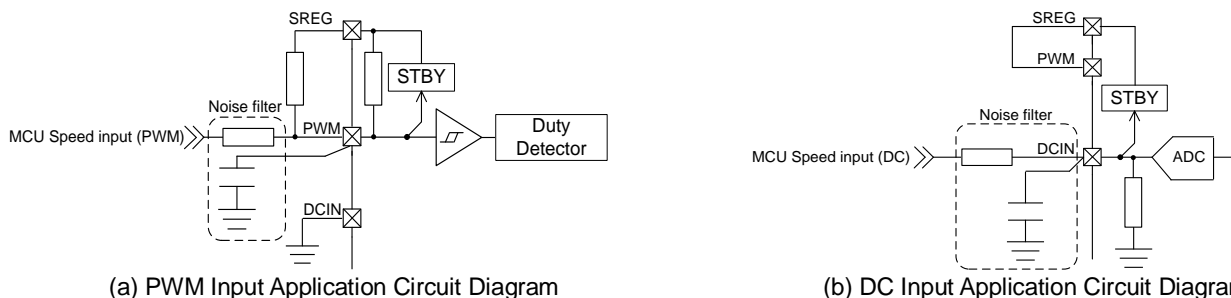 SREG
STBY
Noise filter
MCU Speed input (PWM)
PWM
Duty
Detector
DCIN
(a) PWM Input Application Circuit Diagram
SREG
PWM
STBY
Noise filter
MCU Speed input (DC)
DCIN
ADC
(b) DC Input Application Circuit Diagra